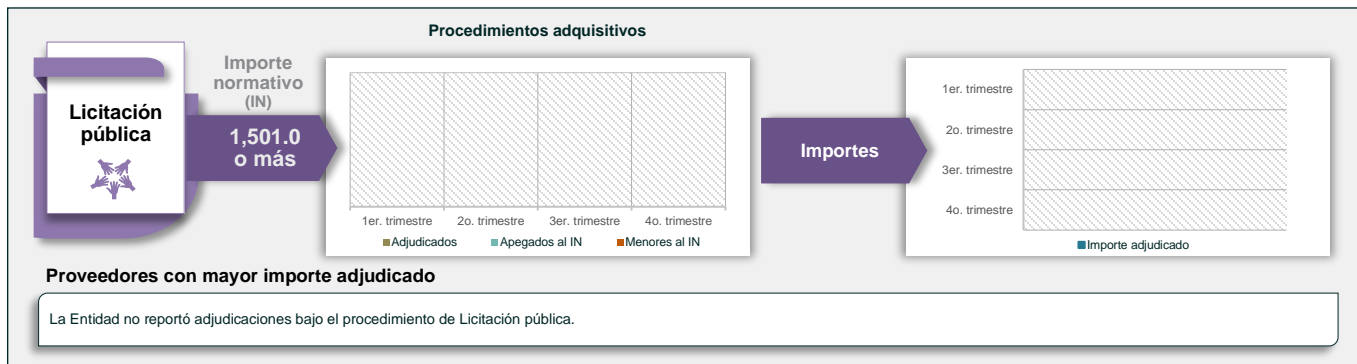 Procedimientos adquisitivos
Licitación
pública
Importe
normativo
(IN)
1,501.0
o más
1er. trimestre 2o. trimestre 3er. trimestre 4o. trimestre
Adjudicados Apegados al IN Menores al IN
Importes
1er. trimestre
2o. trimestre
3er. trimestre
4o. trimestre
Importe adjudicado
Proveedores con mayor importe adjudicado
La Entidad no reportó adjudicaciones bajo el procedimiento de Licitación pública.